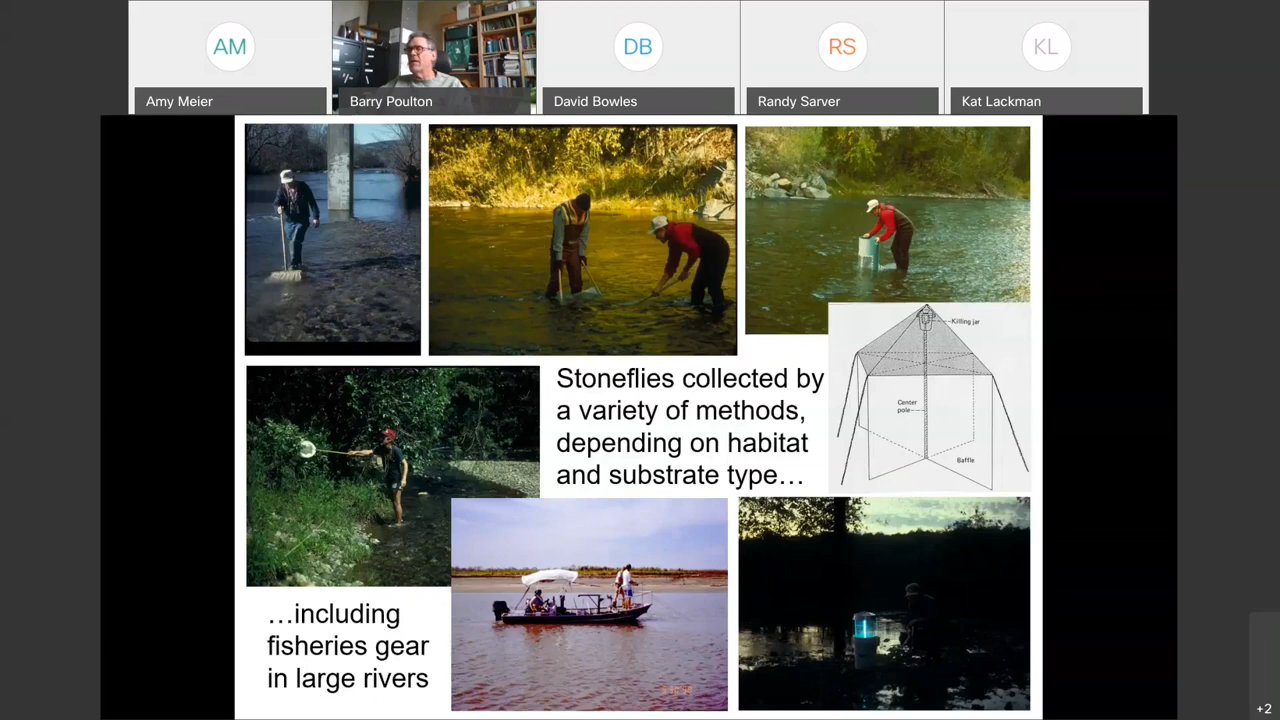 AM
DB
RS
KL
Amy Meier
Barry Poulton
David Bowles
Randy Sarver
Kat Lackman
Killing jar
Center
pole
Baffle
Stoneflies collected by
a variety of methods,
depending on habitat
and substrate type…
…including
fisheries gear
in large rivers
+2